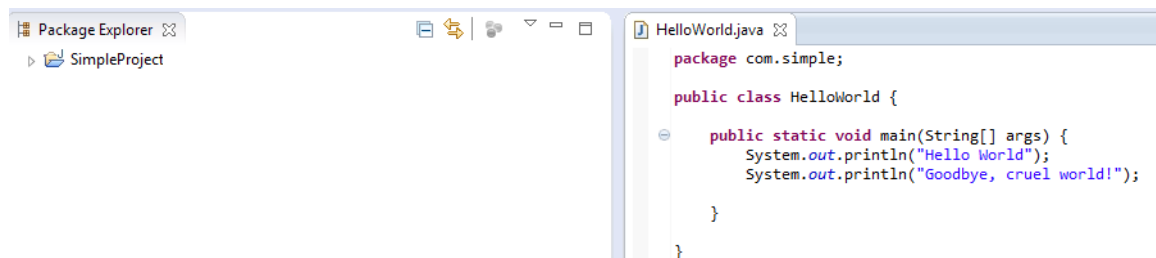 Package Explorer
SimpleProject
HelloWorld.java
package com.simple;
public class HelloWorld {
public static void main(String[] args) {
System.out.println("Hello World");
System.out.println("Goodbye, cruel world!");
}
}